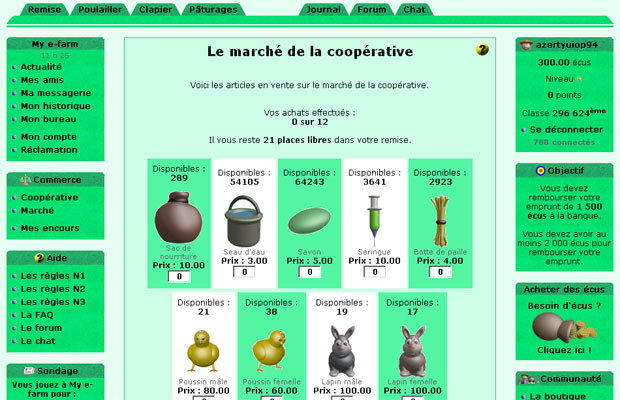 Remise
Poulailler
Clapier
Pâturages
Journal
Forum
Chat
My e-farm
11 h 25
Actualité
Mes amis
Ma messagerie
Mon historique
Mon bureau
Mon compte
Réclamation
Commerce
Coopérative
Marché
Mes encours
Aide
Les règles N1
Les règles N2
Les règles N3
La FAQ
Le forum
Le chat
Sondage
Vous jouez à My e-
farm pour :
Le marché de la coopérative
?
Voici les articles en vente sur le marché de la coopérative.
Vos achats effectués :
0 sur 12
Il vous reste 21 places libres dans votre remise.
Disponibles :
289
Sac de
nourriture
Prix : 10.00
0
Disponibles :
54105
Seau d'eau
Prix : 3.00
0
Disponibles :
64243
Savon
Prix : 5.00
0
Disponibles :
3641
Seringue
Prix : 10.00
0
Disponibles :
2923
Botte de paille
Prix : 4.00
0
Disponibles :
21
Poussin mâle
Prix : 80.00
0
Disponibles :
38
Poussin femelle
Prix : 60.00
0
Disponibles :
19
Lapin mâle
Prix : 100.00
0
Disponibles :
17
Lapin femelle
Prix : 100.00
0
azertyuiop94
300.00 écus
Niveau
0 points
Classé 296 624ème
Se déconnecter
788 connectés
Objectif
Vous devez
rembourser votre
emprunt de 1 500
écus à la banque.
Vous devez avoir au
moins 2 000 écus pour
rembourser votre
emprunt.
Acheter des écus
Besoin d'écus ?
Cliquez ici !
Communauté
La boutique